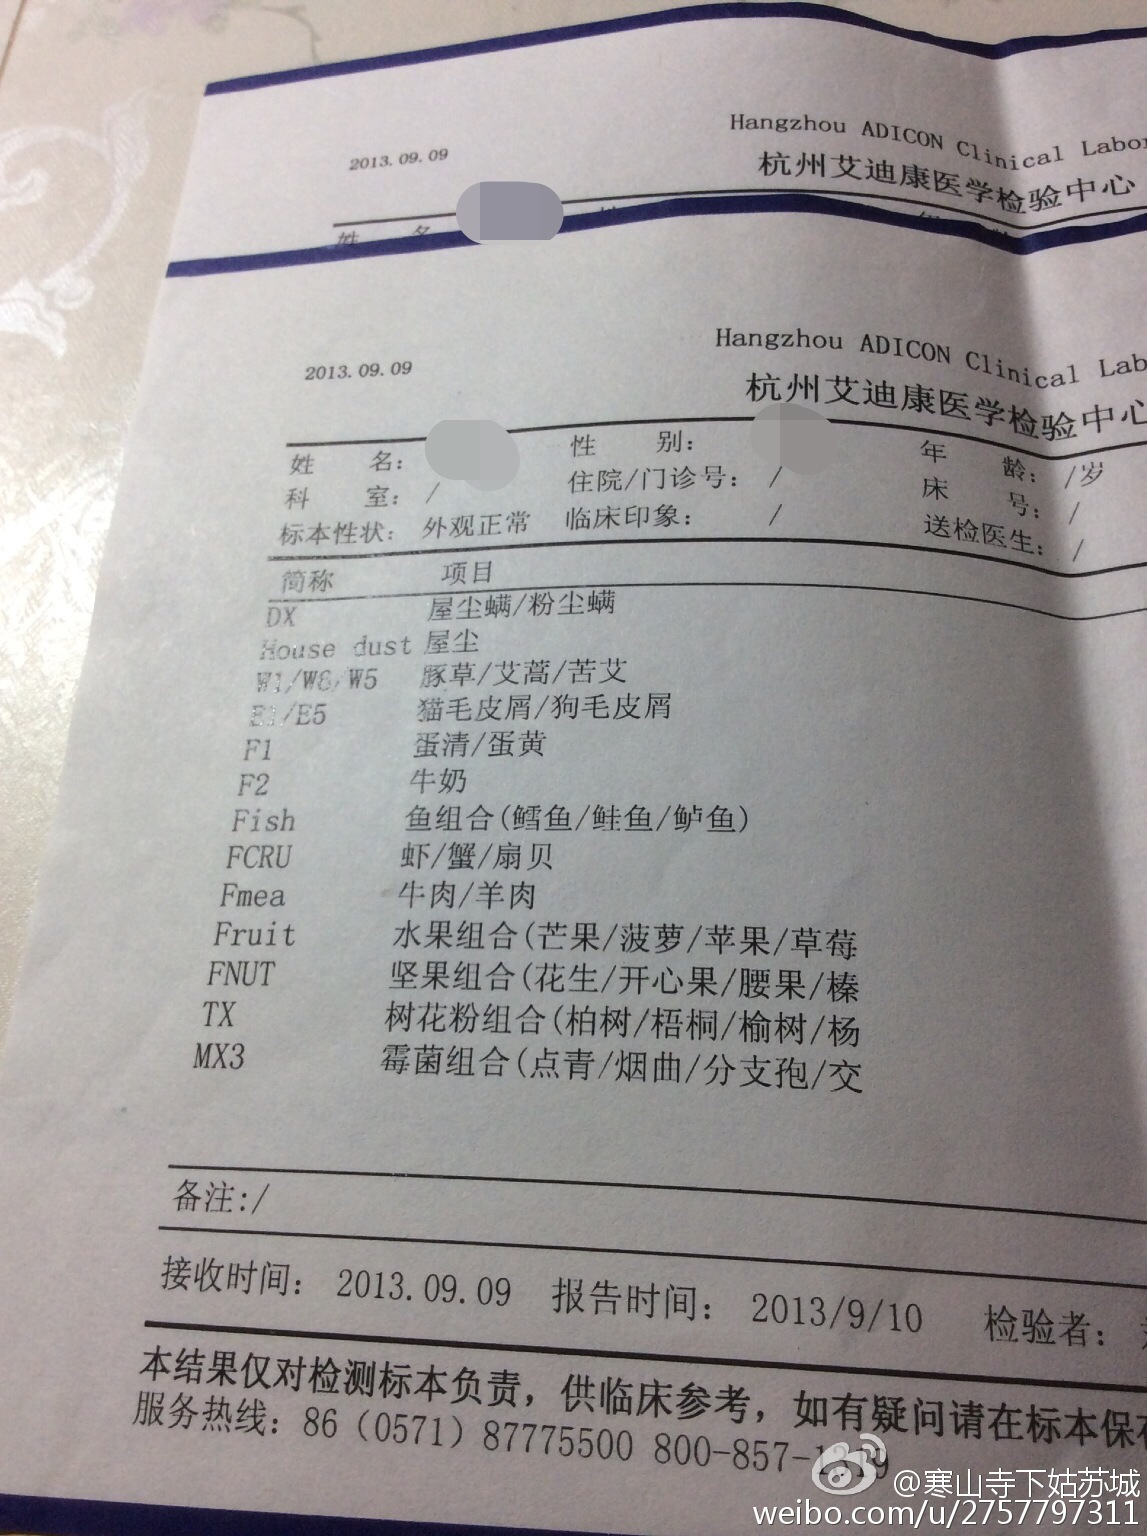 2013.09.09
Hangzhou ADICON Clinical Labor
杭州艾迪康医学检验中心
姓 名
2013.09.09
Hangzhou ADICON Clinical Lab
杭州艾迪康医学检验中心
姓 名: 性 别: 年 龄: /岁
科 室: / 住院/门诊号: / 床 号: /
标本性状: 外观正常 临床印象: / 送检医生: /
简称 项目
DX 屋尘螨/粉尘螨
House dust 屋尘
W1/W6/W5 豚草/艾蒿/苦艾
E1/E5 猫毛皮屑/狗毛皮屑
F1 蛋清/蛋黄
F2 牛奶
Fish 鱼组合(鳕鱼/鲑鱼/鲈鱼)
FCRU 虾/蟹/扇贝
Fmea 牛肉/羊肉
Fruit 水果组合(芒果/菠萝/苹果/草莓
FNUT 坚果组合(花生/开心果/腰果/榛
TX 树花粉组合(柏树/梧桐/榆树/杨
MX3 霉菌组合(点青/烟曲/分支孢/交
备注:/
接收时间: 2013.09.09 报告时间: 2013/9/10 检验者:
本结果仅对检测标本负责，供临床参考，如有疑问请在标本保存
服务热线: 86 (0571) 87775500 800-857-1319
@寒山寺下姑苏城
weibo.com/u/2757797311